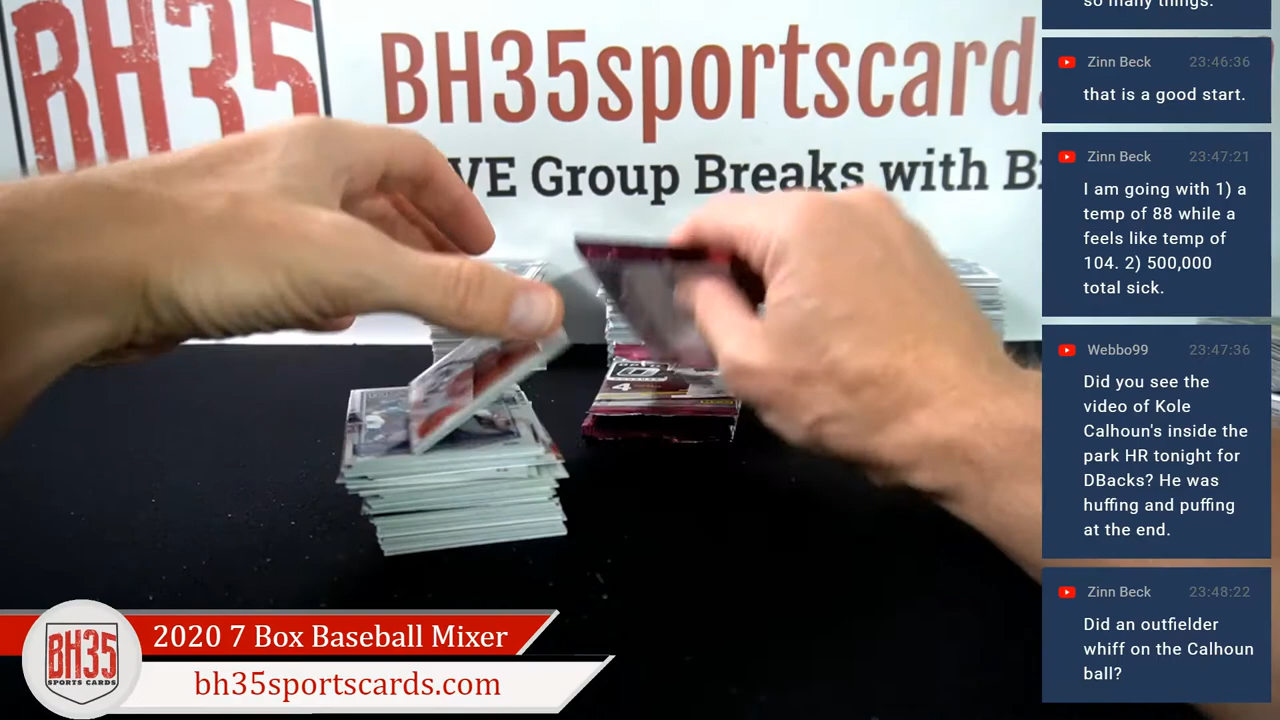 BH35
BH35sportscard
VE Group Breaks with B
4
2020 7 Box Baseball Mixer
bh35sportscards.com
BH35
SPORTS CARDS
so many things.
Zinn Beck 23:46:36
that is a good start.
Zinn Beck 23:47:21
I am going with 1) a
temp of 88 while a
feels like temp of
104. 2) 500,000
total sick.
Webbo99 23:47:36
Did you see the
video of Kole
Calhoun's inside the
park HR tonight for
DBacks? He was
huffing and puffing
at the end.
Zinn Beck 23:48:22
Did an outfielder
whiff on the Calhoun
ball?